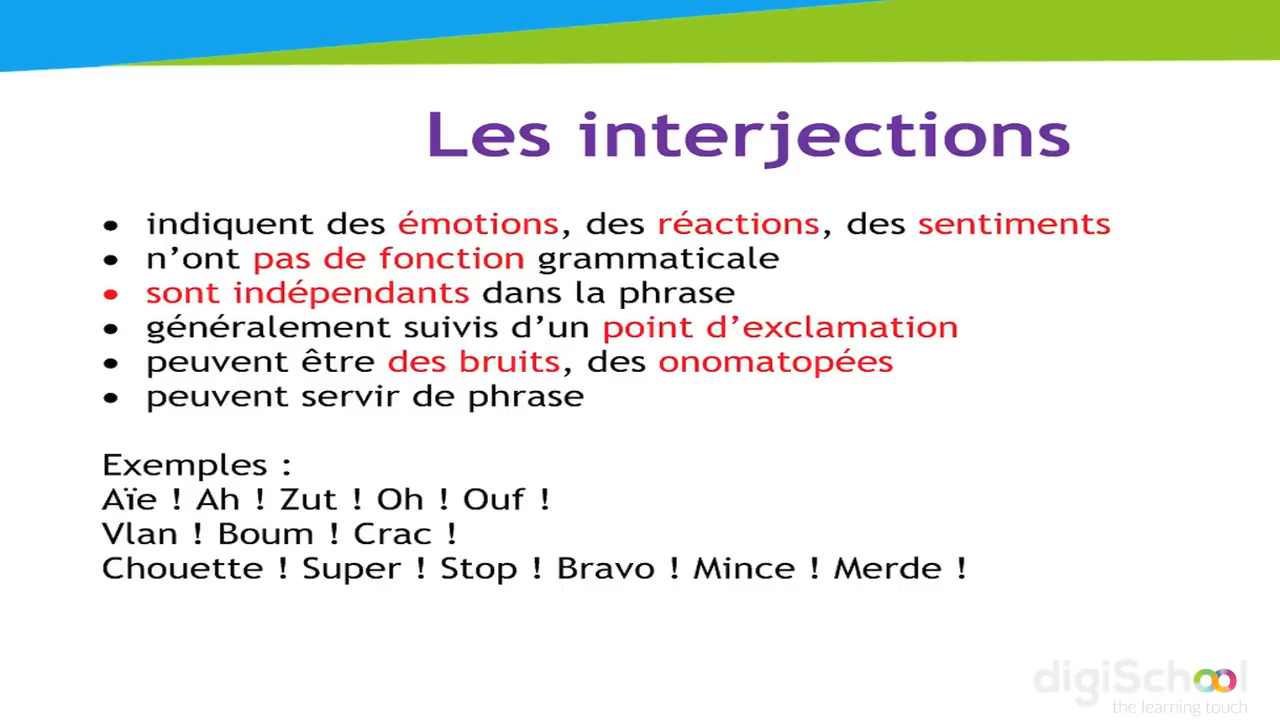 Les interjections
• indiquent des émotions, des réactions, des sentiments
• n’ont pas de fonction grammaticale
• sont indépendants dans la phrase
• généralement suivis d’un point d’exclamation
• peuvent être des bruits, des onomatopées
• peuvent servir de phrase
Exemples :
Aïe ! Ah ! Zut ! Oh ! Ouf !
Vlan ! Boum ! Crac !
Chouette ! Super ! Stop ! Bravo ! Mince ! Merde !
digiSchool
the learning touch